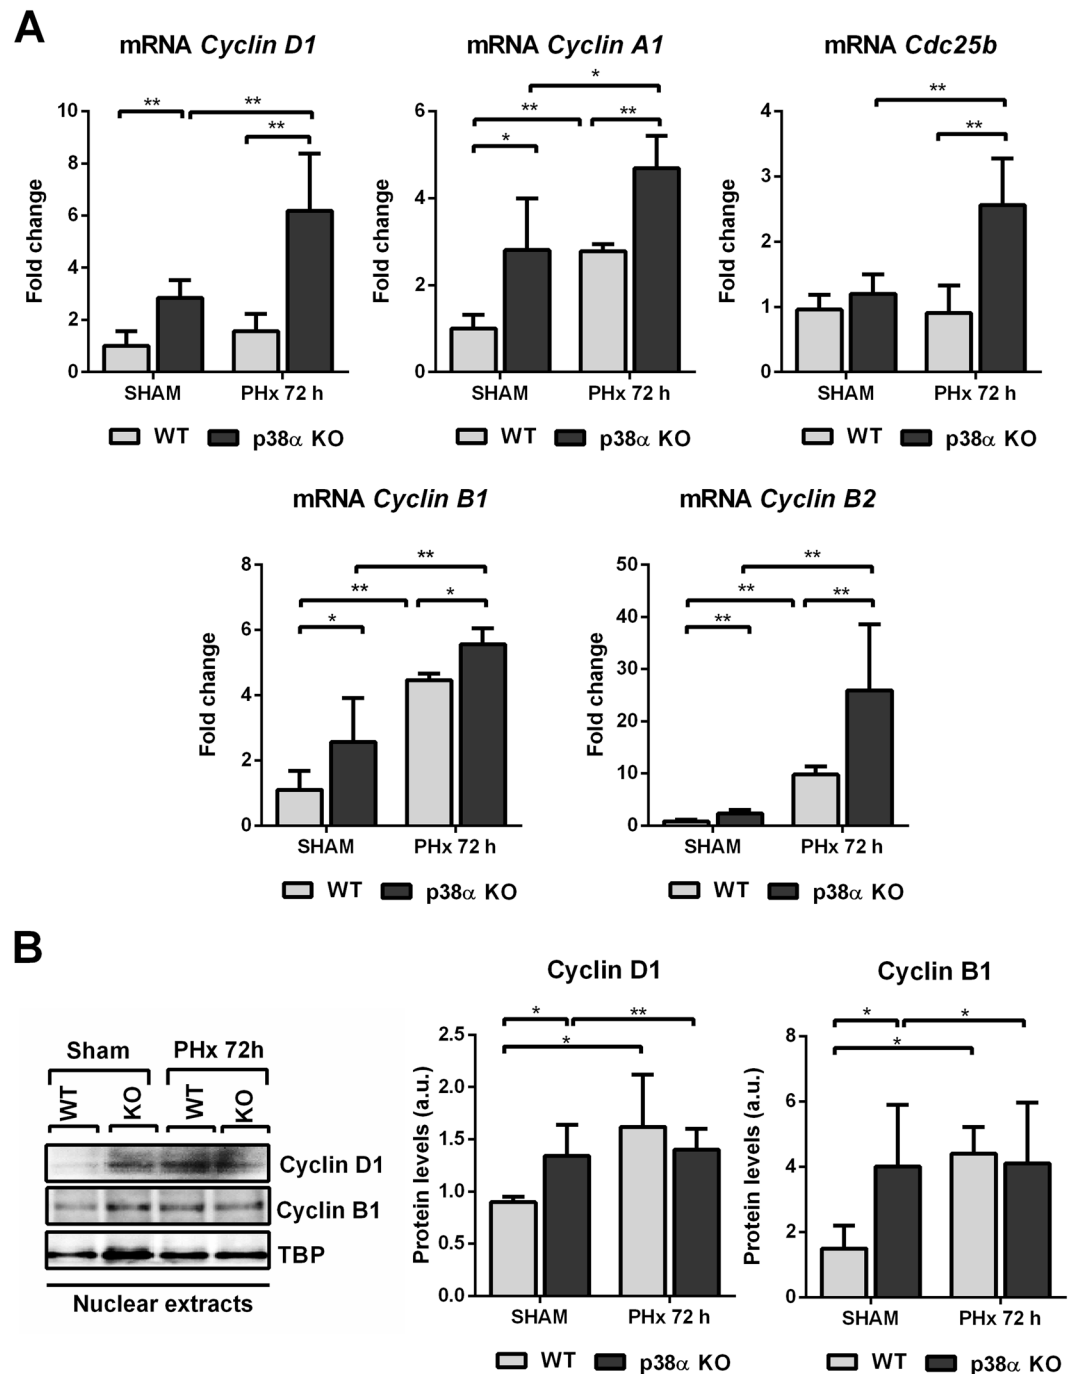 A
mRNA Cyclin D1
mRNA Cyclin A1
mRNA Cdc25b
**
**
**
*
**
**
*
**
**
Fold change
10
8
6
4
2
0
SHAM
PHx 72 h
WT
p38α KO
Fold change
6
4
2
0
SHAM
PHx 72 h
WT
p38α KO
Fold change
4
3
2
1
0
SHAM
PHx 72 h
WT
p38α KO
mRNA Cyclin B1
mRNA Cyclin B2
**
**
*
*
**
**
**
**
Fold change
8
6
4
2
0
SHAM
PHx 72 h
WT
p38α KO
Fold change
50
40
30
20
10
0
SHAM
PHx 72 h
WT
p38α KO
B
Sham
PHx 72h
WT
KO
WT
KO
Cyclin D1
Cyclin B1
TBP
Nuclear extracts
Cyclin D1
*
**
*
Protein levels (a.u.)
2.5
2.0
1.5
1.0
0.5
0.0
SHAM
PHx 72 h
WT
p38α KO
Cyclin B1
*
*
*
Protein levels (a.u.)
8
6
4
2
0
SHAM
PHx 72 h
WT
p38α KO